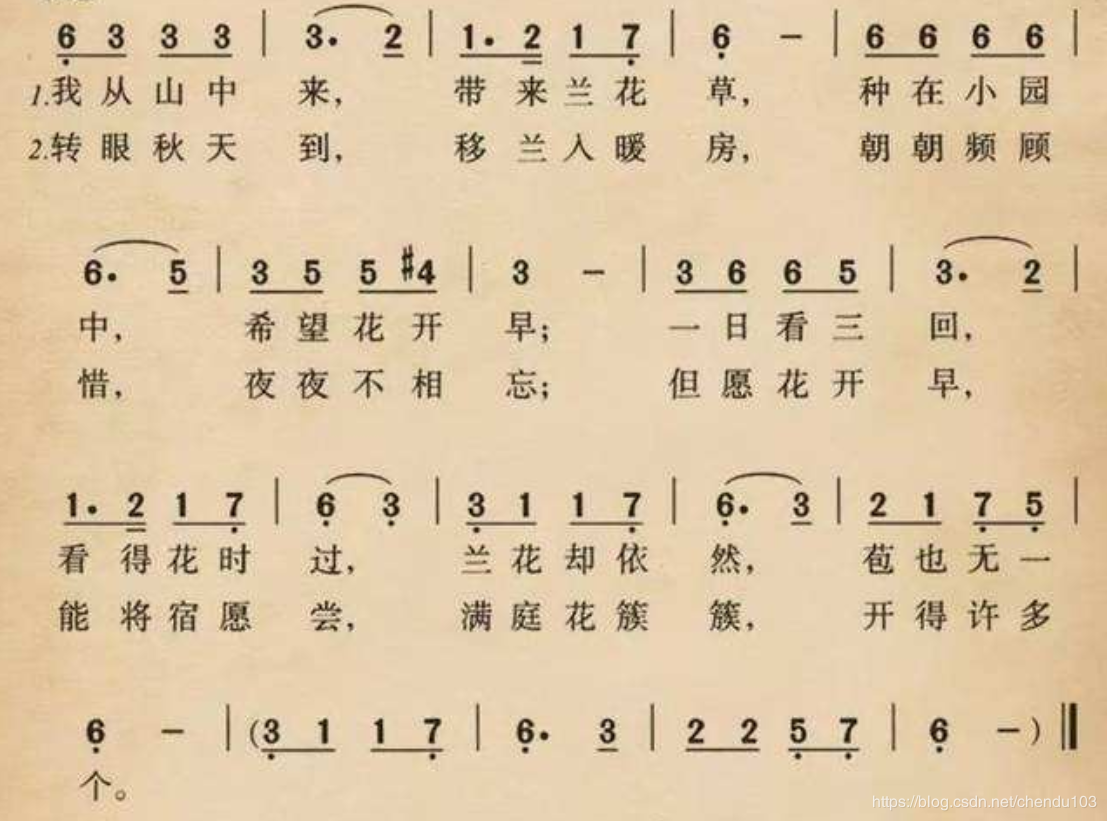 6̣ 3 3 3 | 3· 2 | 1· 2 1 7̣ | 6̣ － | 6 6 6 6 |
1.我从山中 来， 带来兰花 草， 种在小园
2.转眼秋天 到， 移兰入暖 房， 朝朝频顾
6· 5 | 3 5 5 #4 | 3 － | 3 6 6 5 | 3· 2 |
中， 希望花开 早； 一日看三 回，
惜， 夜夜不相 忘； 但愿花开 早，
1· 2 1 7̣ | 6̣ 3̣ | 3̣ 1 1 7̣ | 6̣· 3 | 2 1 7̣ 5̣ |
看得花时 过， 兰花却依 然， 苞也无一
能将宿愿 尝， 满庭花簇 簇， 开得许多
6̣ － | (3̣ 1 1 7̣ | 6̣· 3 | 2 2 5̣ 7̣ | 6̣ －) ‖
个。
https://blog.csdn.net/chendu103